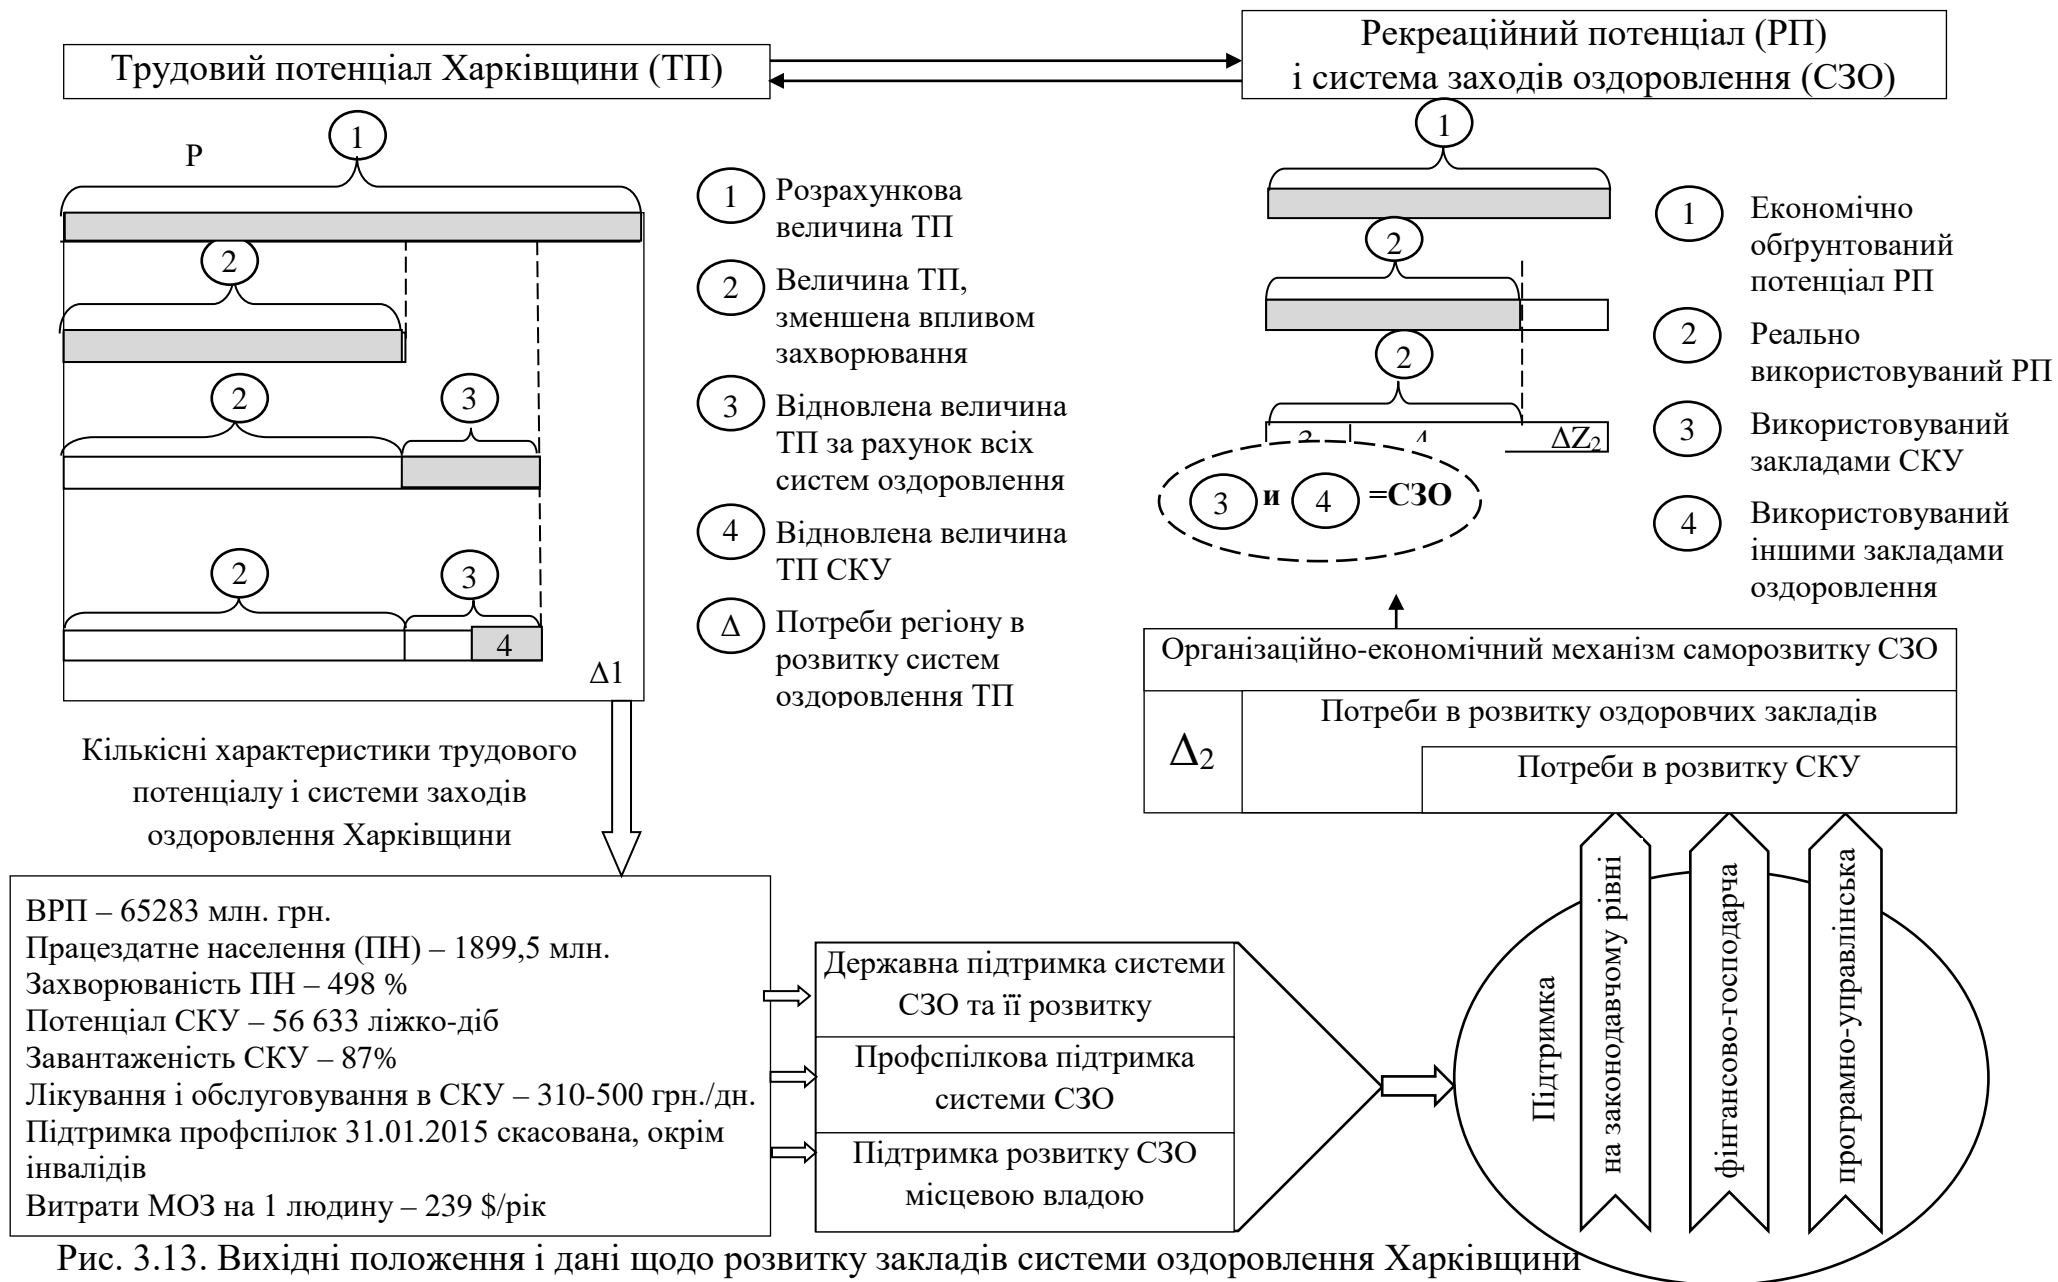 Трудовий потенціал Харківщини (ТП)
Рекреаційний потенціал (РП)
і система заходів оздоровлення (СЗО)
Р
1
2
2
3
2
3
4
Δ1
1
Розрахункова
величина ТП
2
Величина ТП,
зменшена впливом
захворювання
3
Відновлена величина
ТП за рахунок всіх
систем оздоровлення
4
Відновлена величина
ТП СКУ
Δ
Потреби регіону в
розвитку систем
оздоровлення ТП
1
2
2
3
4
ΔZ2
3 и 4 =СЗО
1
Економічно
обґрунтований
потенціал РП
2
Реально
використовуваний РП
3
Використовуваний
закладами СКУ
4
Використовуваний
іншими закладами
оздоровлення
Організаційно-економічний механізм саморозвитку СЗО
Δ2
Потреби в розвитку оздоровчих закладів
Потреби в розвитку СКУ
Кількісні характеристики трудового
потенціалу і системи заходів
оздоровлення Харківщини
ВРП – 65283 млн. грн.
Працездатне населення (ПН) – 1899,5 млн.
Захворюваність ПН – 498 %
Потенціал СКУ – 56 633 ліжко-діб
Завантаженість СКУ – 87%
Лікування і обслуговування в СКУ – 310-500 грн./дн.
Підтримка профспілок 31.01.2015 скасована, окрім
інвалідів
Витрати МОЗ на 1 людину – 239 $/рік
Державна підтримка системи
СЗО та її розвитку
Профспілкова підтримка
системи СЗО
Підтримка розвитку СЗО
місцевою владою
Підтримка
на законодавчому рівні
фінгансово-господарча
програмно-управлінська
Рис. 3.13. Вихідні положення і дані щодо розвитку закладів системи оздоровлення Харківщини